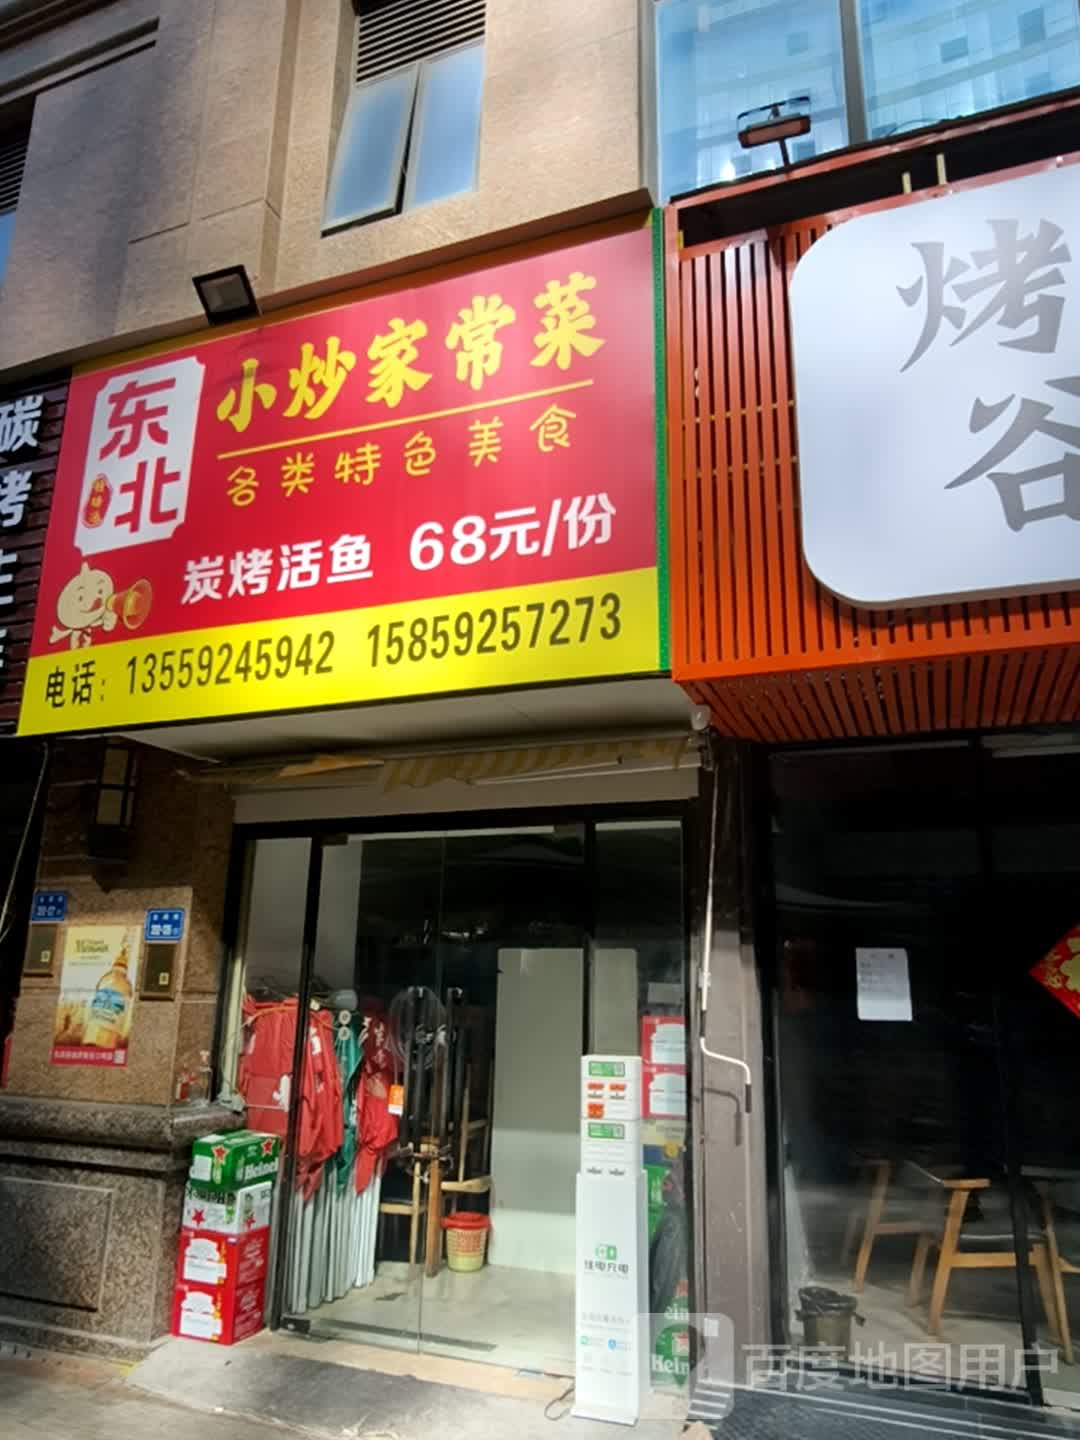 小炒家常菜
东北
各类特色美食
炭烤活鱼 68元/份
电话: 13559245942 15859257273
碳烤
烤
谷
Heineken
街电充电
百度地图用户